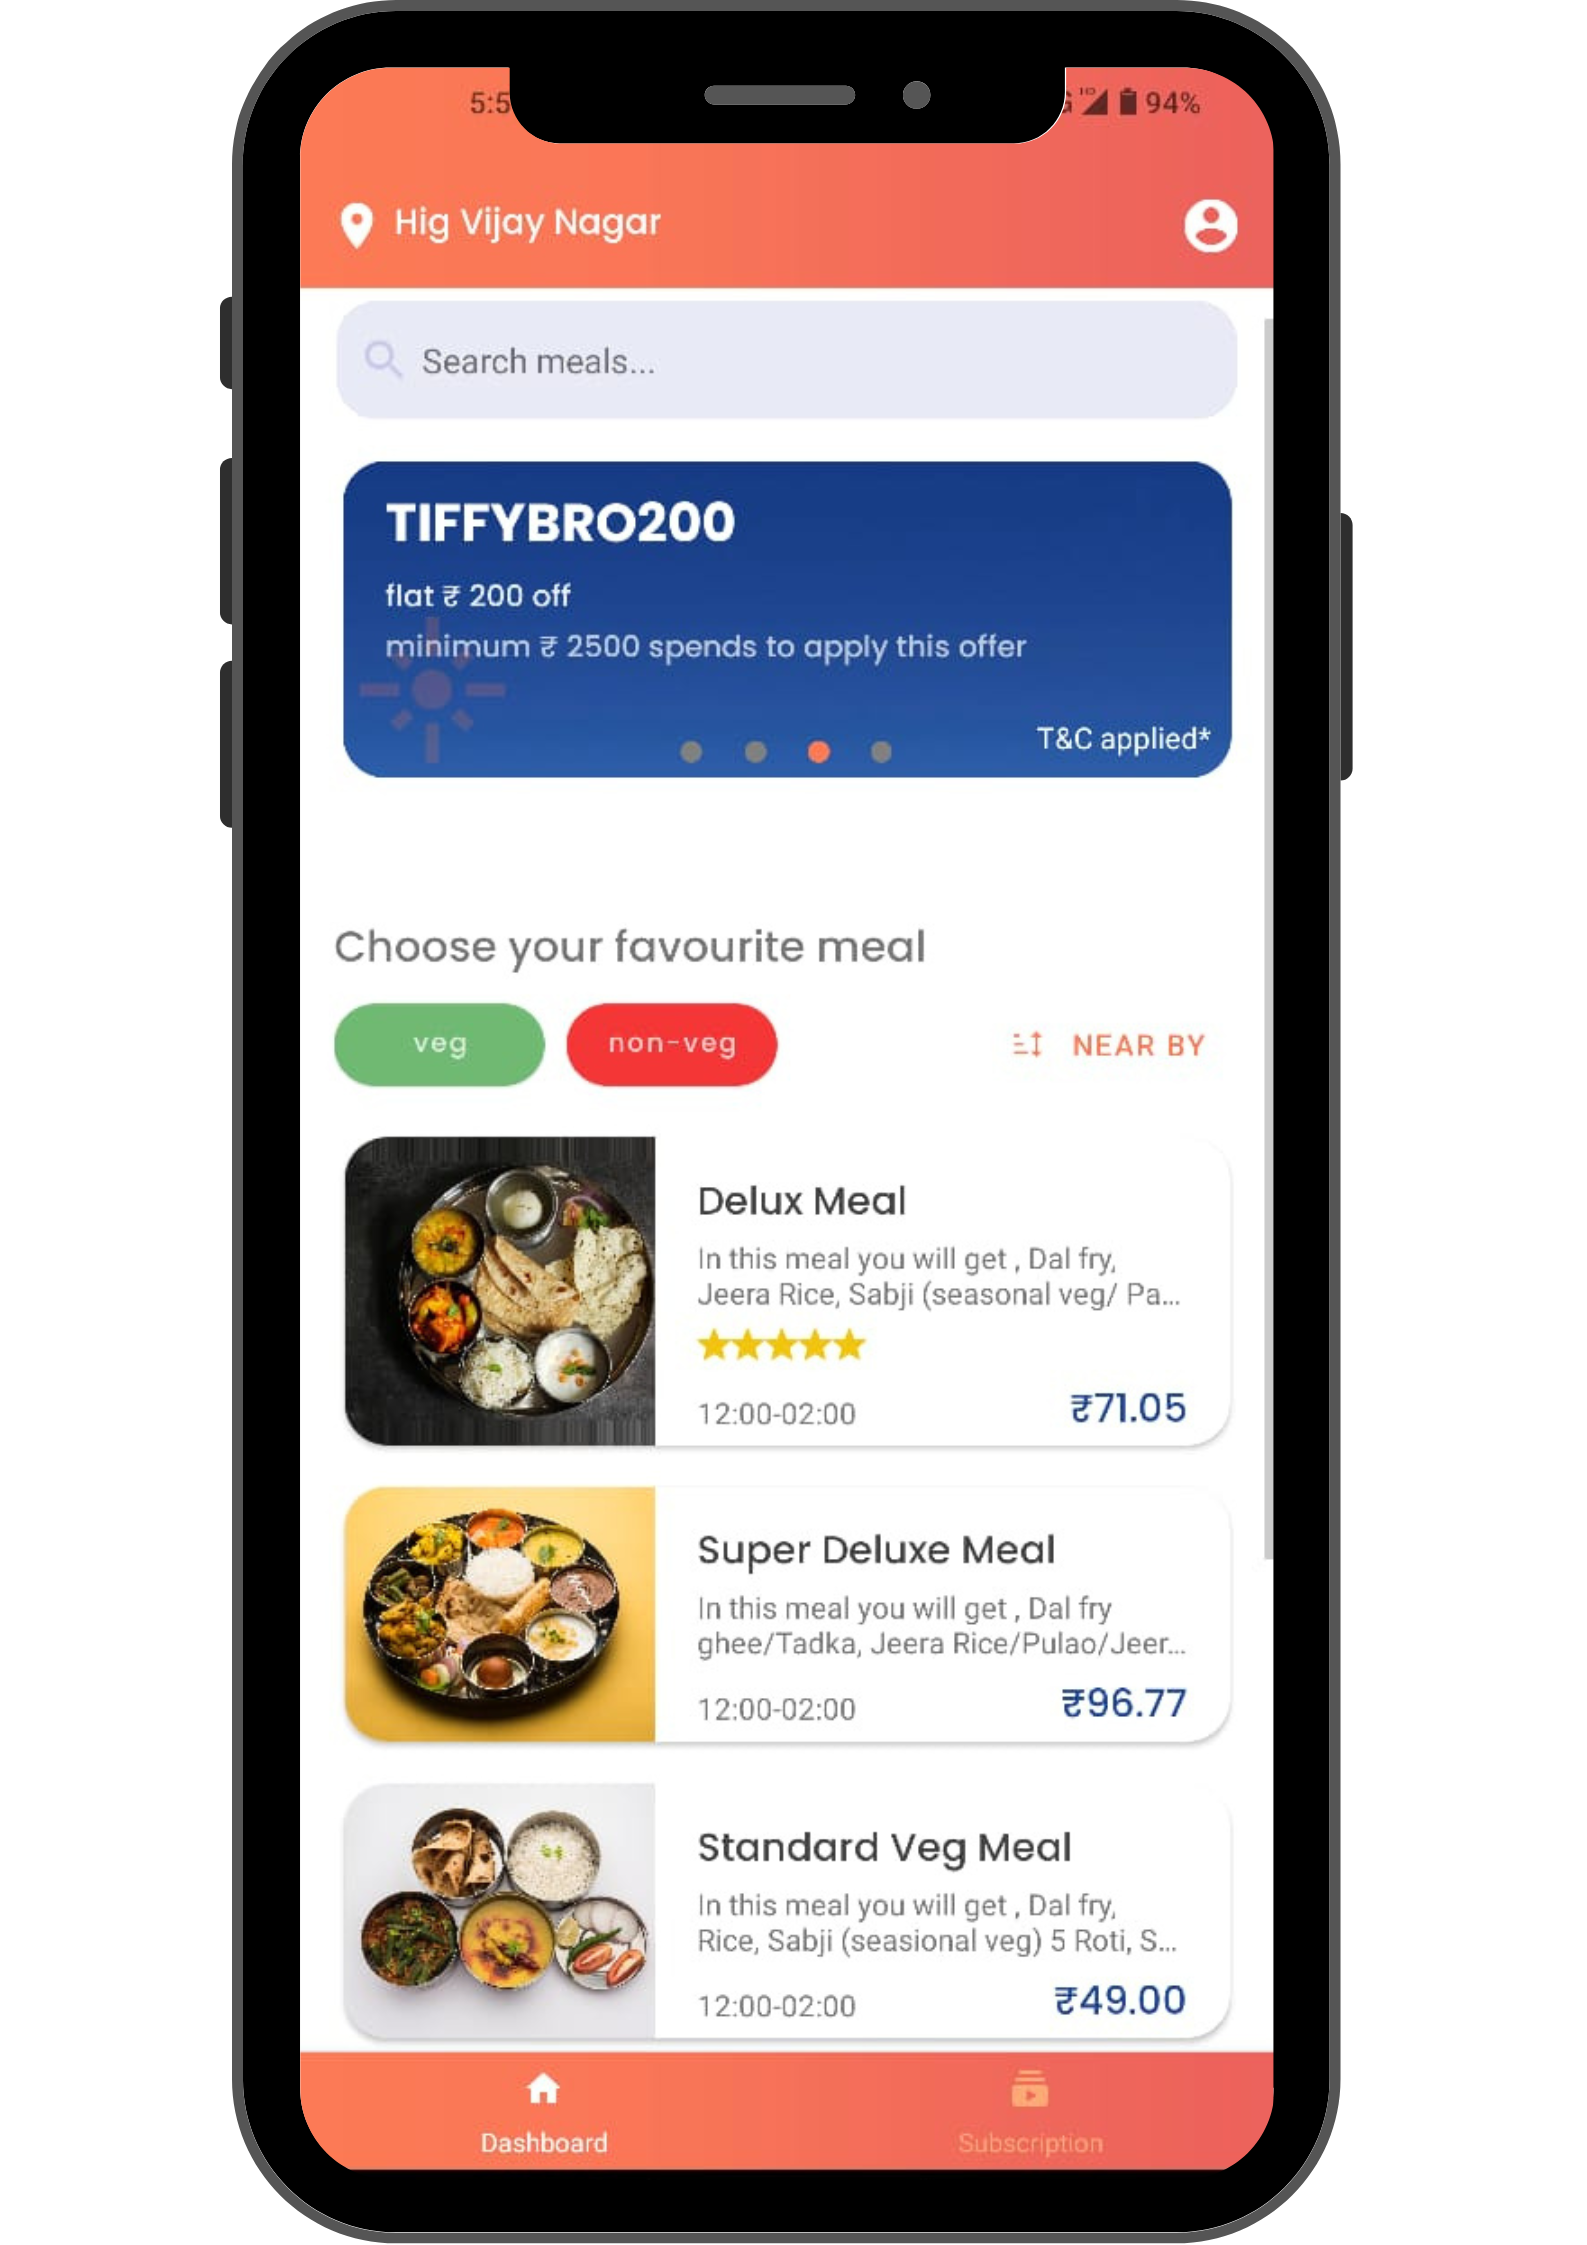 94%
Hig Vijay Nagar
Search meals...
TIFFYBRO200
flat ₹ 200 off
minimum ₹ 2500 spends to apply this offer
T&C applied*
Choose your favourite meal
veg non-veg NEAR BY
Delux Meal
In this meal you will get , Dal fry,
Jeera Rice, Sabji (seasonal veg/ Pa...
12:00-02:00 ₹71.05
Super Deluxe Meal
In this meal you will get , Dal fry
ghee/Tadka, Jeera Rice/Pulao/Jeer...
12:00-02:00 ₹96.77
Standard Veg Meal
In this meal you will get , Dal fry,
Rice, Sabji (seasional veg) 5 Roti, S...
12:00-02:00 ₹49.00
Dashboard Subscription